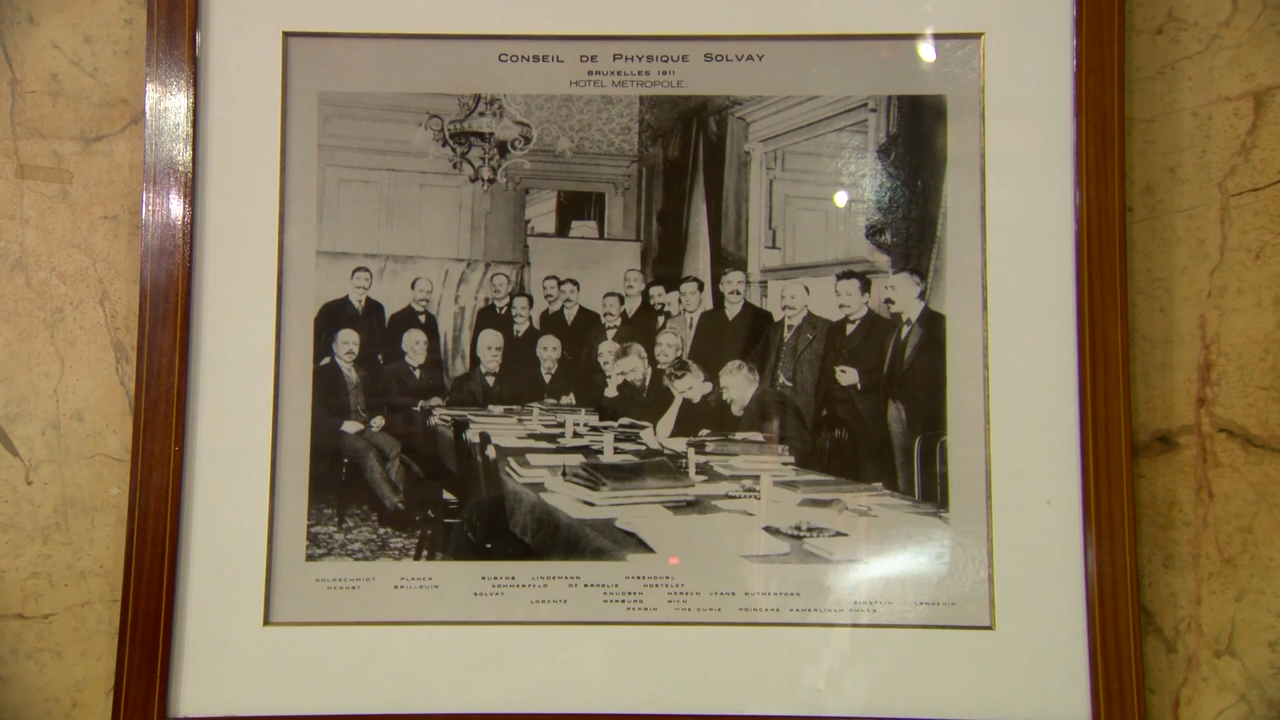 CONSEIL DE PHYSIQUE SOLVAY
BRUXELLES 1911
HOTEL METROPOLE.
GOLDSCHMIDT PLANCK RUBENS LINDEMANN HASENOHRL
NERNST BRILLOUIN SOMMERFELD DE BROGLIE HOSTELET
SOLVAY KNUDSEN HERZEN JEANS RUTHERFORD
LORENTZ WARBURG WIEN EINSTEIN LANGEVIN
PERRIN MME CURIE POINCARÉ KAMERLINGH ONNES